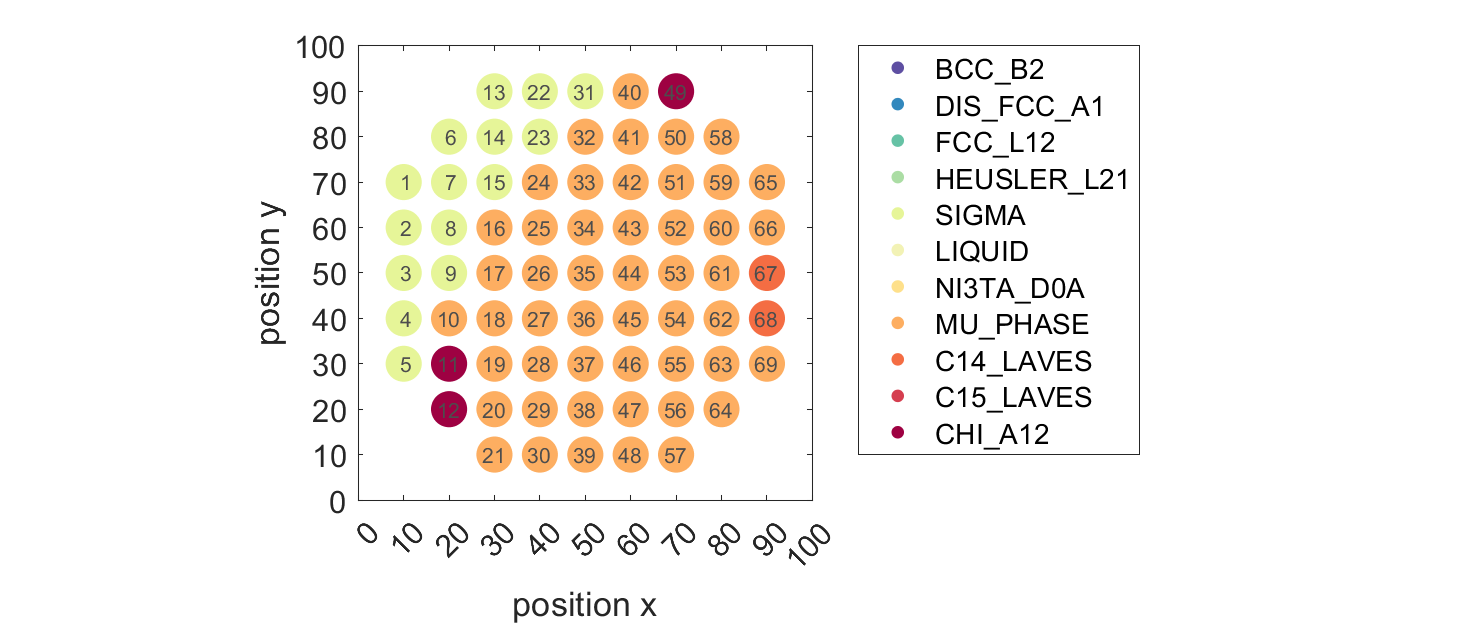 100
90
80
70
60
50
40
30
20
10
0
position y
13 22 31 40 49
6 14 23 32 41 50 58
1 7 15 24 33 42 51 59 65
2 8 16 25 34 43 52 60 66
3 9 17 26 35 44 53 61 67
4 10 18 27 36 45 54 62 68
5 11 19 28 37 46 55 63 69
12 20 29 38 47 56 64
21 30 39 48 57
0 10 20 30 40 50 60 70 80 90 100
position x
BCC_B2
DIS_FCC_A1
FCC_L12
HEUSLER_L21
SIGMA
LIQUID
NI3TA_D0A
MU_PHASE
C14_LAVES
C15_LAVES
CHI_A12